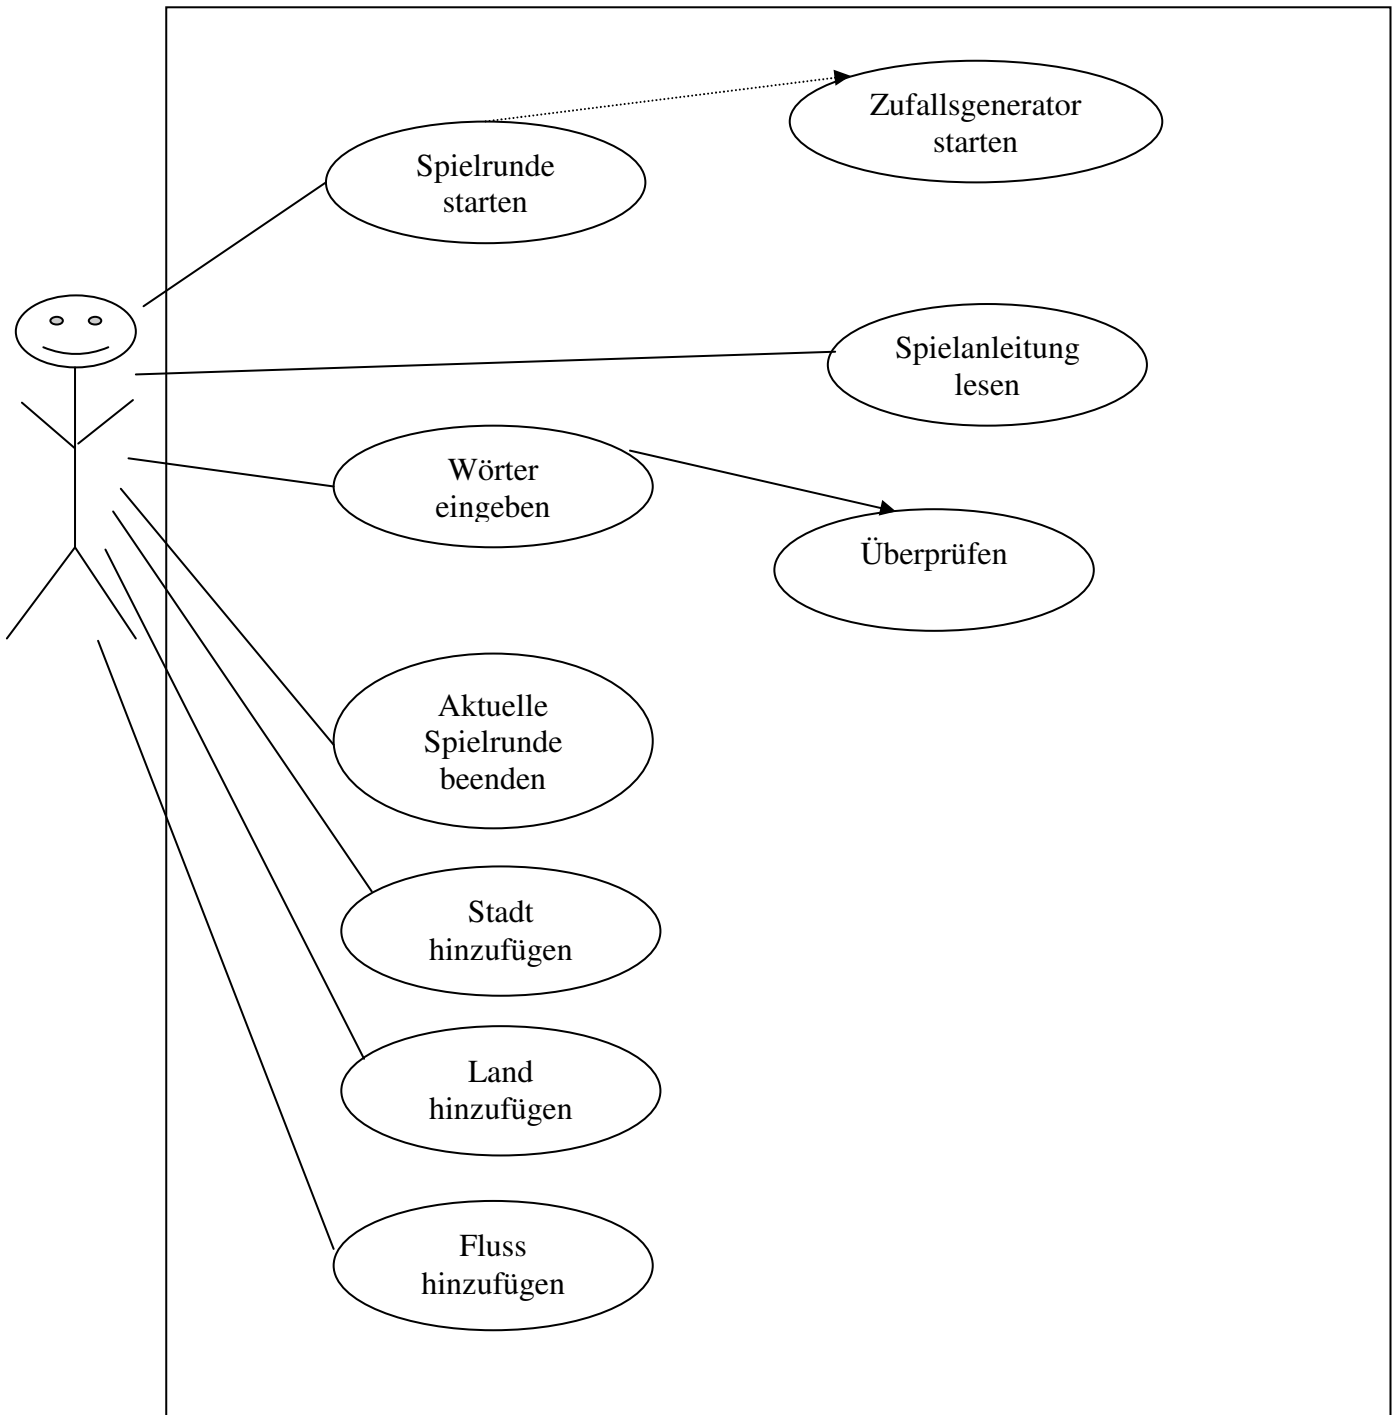 Zufallsgenerator
starten
Spielrunde
starten
Spielanleitung
lesen
Wörter
eingeben
Überprüfen
Aktuelle
Spielrunde
beenden
Stadt
hinzufügen
Land
hinzufügen
Fluss
hinzufügen